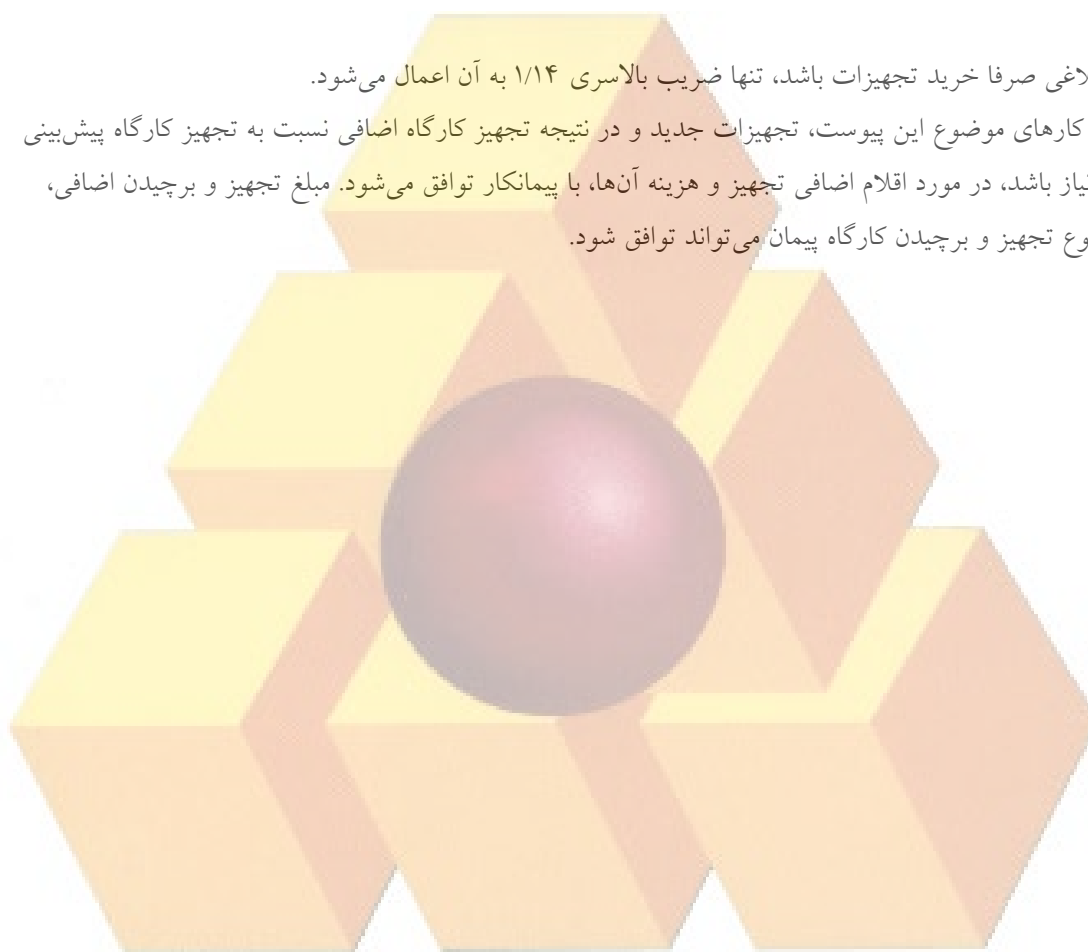 صرفا خرید تجهیزات باشد، تنها ضریب بالاسری ۱/۱۴ به آن اعمال می‌شود.
کارهای موضوع این پیوست، تجهیزات جدید و در نتیجه تجهیز کارگاه اضافی نسبت به تجهیز کارگاه پیش‌بینی
نیاز باشد، در مورد اقلام اضافی تجهیز و هزینه آن‌ها، با پیمانکار توافق می‌شود. مبلغ تجهیز و برچیدن اضافی،
تجهیز و برچیدن کارگاه پیمان می‌تواند توافق شود.